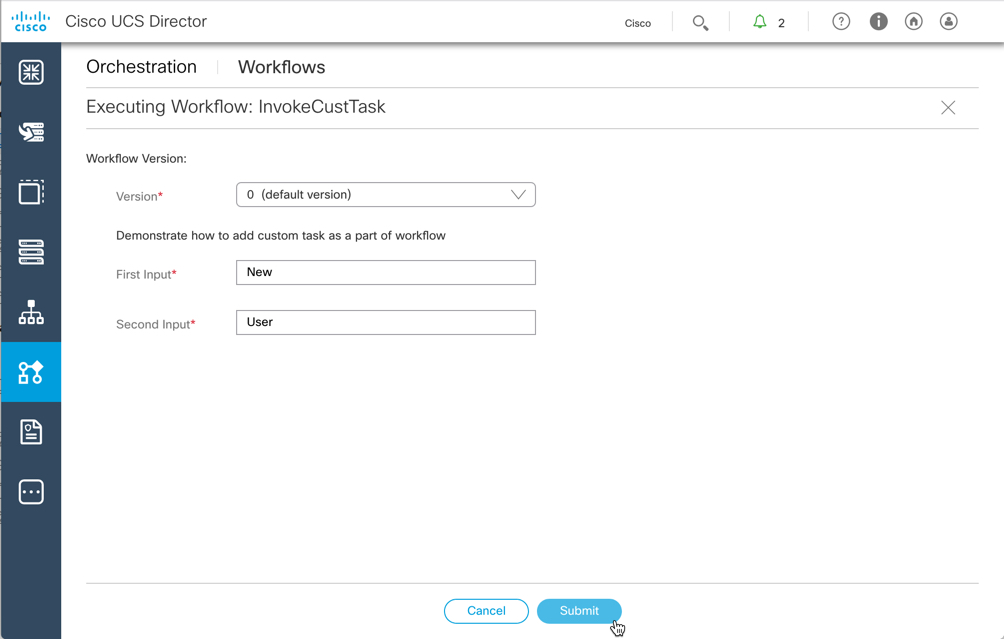 cisco Cisco UCS Director Cisco 2
Orchestration Workflows
Executing Workflow: InvokeCustTask
Workflow Version:
Version* 0 (default version)
Demonstrate how to add custom task as a part of workflow
First Input* New
Second Input* User
Cancel Submit